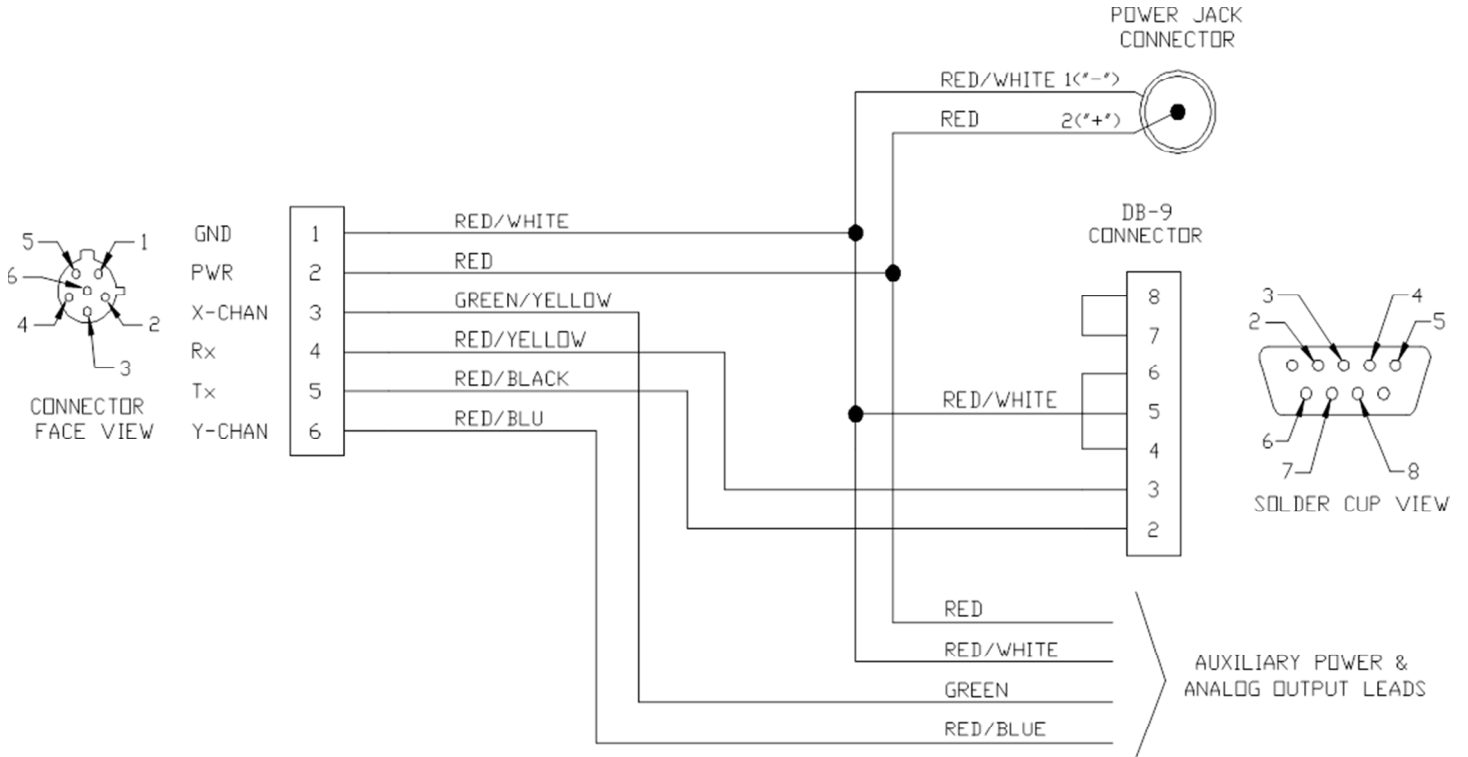 POWER JACK
CONNECTOR
RED/WHITE 1("-")
RED 2("+")
DB-9
CONNECTOR
5 1
6
4 2
3
CONNECTOR
FACE VIEW
GND 1 RED/WHITE
PWR 2 RED
X-CHAN 3 GREEN/YELLOW
Rx 4 RED/YELLOW
Tx 5 RED/BLACK
Y-CHAN 6 RED/BLU
8
7
6
RED/WHITE 5
4
3
2
3 4
2 5
6
7 8
SOLDER CUP VIEW
RED
RED/WHITE
GREEN
RED/BLUE
AUXILIARY POWER &
ANALOG OUTPUT LEADS